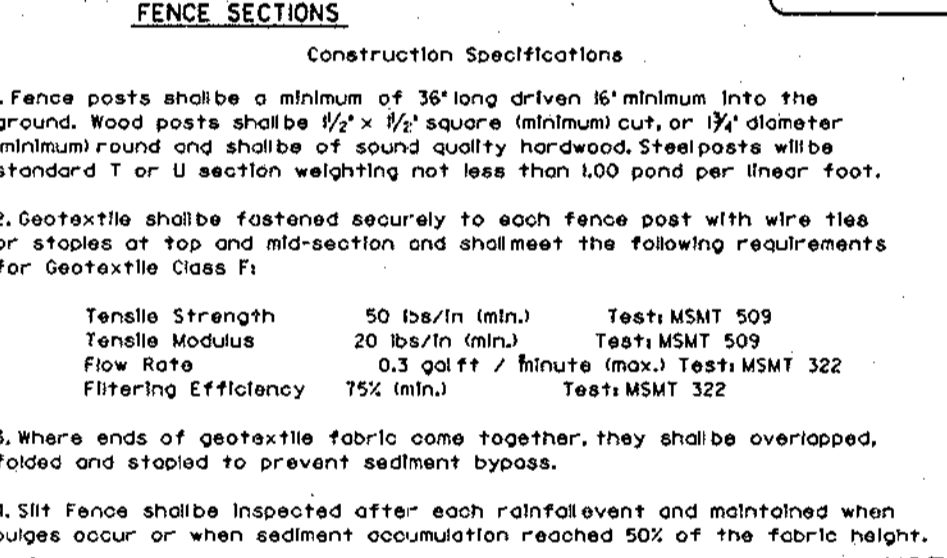 FENCE SECTIONS
Construction Specifications
. Fence posts shall be a minimum of 36" long driven 16" minimum into the
ground. Wood posts shall be 1½" × 1½" square (minimum) cut, or 1¾" diameter
(minimum) round and shall be of sound quality hardwood. Steel posts will be
standard T or U section weighting not less than 1.00 pond per linear foot.
2. Geotextile shall be fastened securely to each fence post with wire ties
or staples at top and mid-section and shall meet the following requirements
for Geotextile Class F:
Tensile Strength 50 lbs/in (min.) Test: MSMT 509
Tensile Modulus 20 lbs/in (min.) Test: MSMT 509
Flow Rate 0.3 gal ft / minute (max.) Test: MSMT 322
Filtering Efficiency 75% (min.) Test: MSMT 322
3. Where ends of geotextile fabric come together, they shall be overlapped,
folded and stapled to prevent sediment bypass.
4. Silt Fence shall be inspected after each rainfall event and maintained when
bulges occur or when sediment accumulation reached 50% of the fabric height.